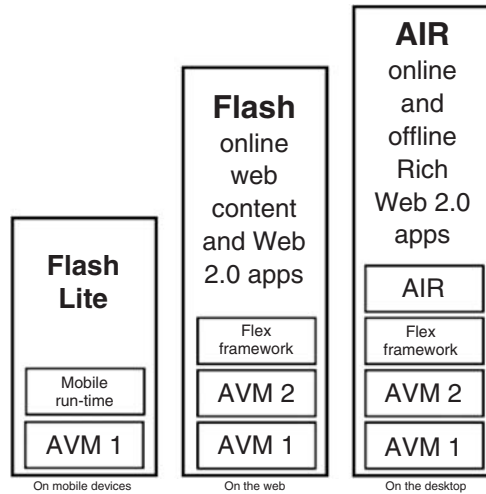 Flash
Lite
Mobile
run-time
AVM 1
On mobile devices
Flash
online
web
content
and Web
2.0 apps
Flex
framework
AVM 2
AVM 1
On the web
AIR
online
and
offline
Rich
Web 2.0
apps
AIR
Flex
framework
AVM 2
AVM 1
On the desktop